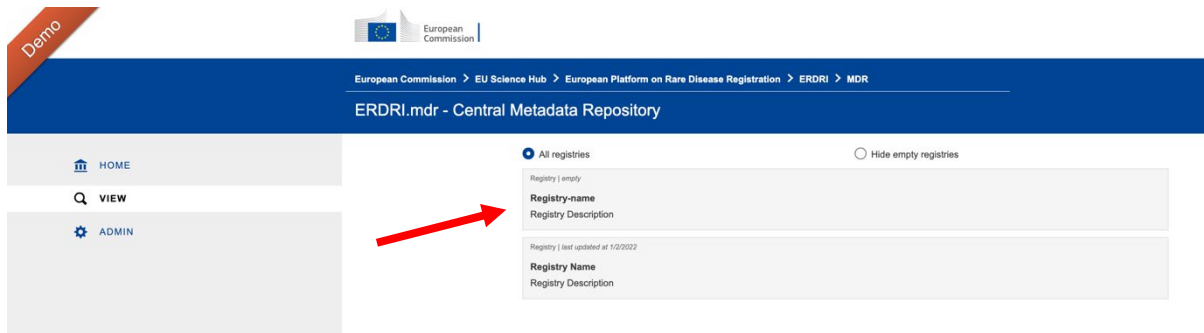 Demo
European
Commission
European Commission > EU Science Hub > European Platform on Rare Disease Registration > ERDRI > MDR
ERDRI.mdr - Central Metadata Repository
HOME
VIEW
ADMIN
All registries
Hide empty registries
Registry | empty
Registry-name
Registry Description
Registry | last updated at 1/2/2022
Registry Name
Registry Description